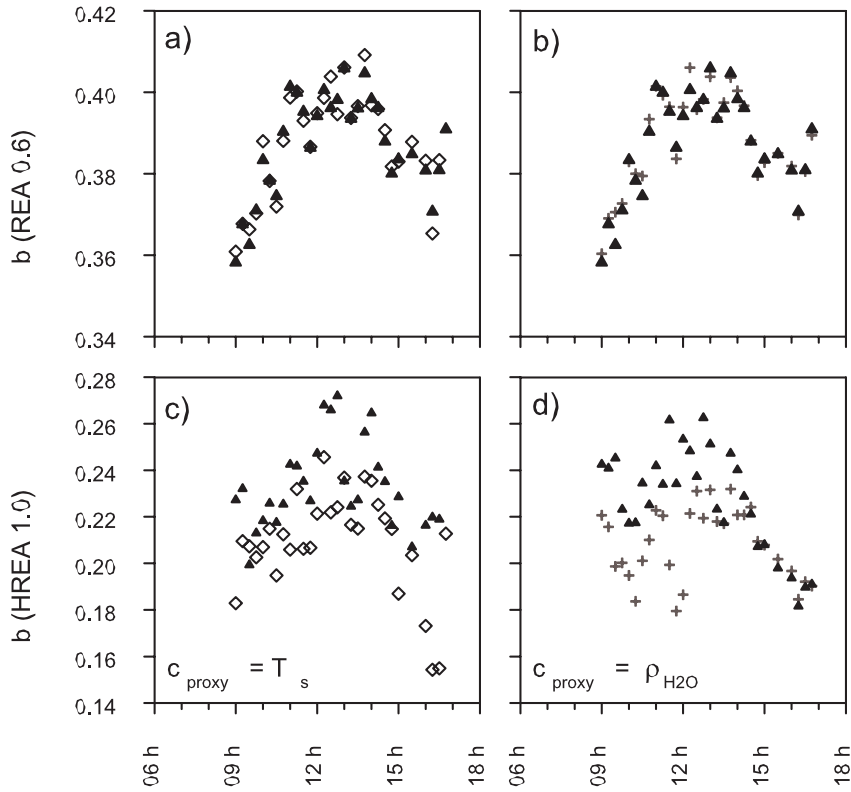 0.42
a)
b)
0.40
0.38
0.36
0.34
b (REA 0.6)
0.28
c)
d)
0.26
0.24
0.22
0.20
0.18
0.16
0.14
b (HREA 1.0)
c proxy = T s
c proxy = ρ H2O
06 h
09 h
12 h
15 h
18 h
06 h
09 h
12 h
15 h
18 h